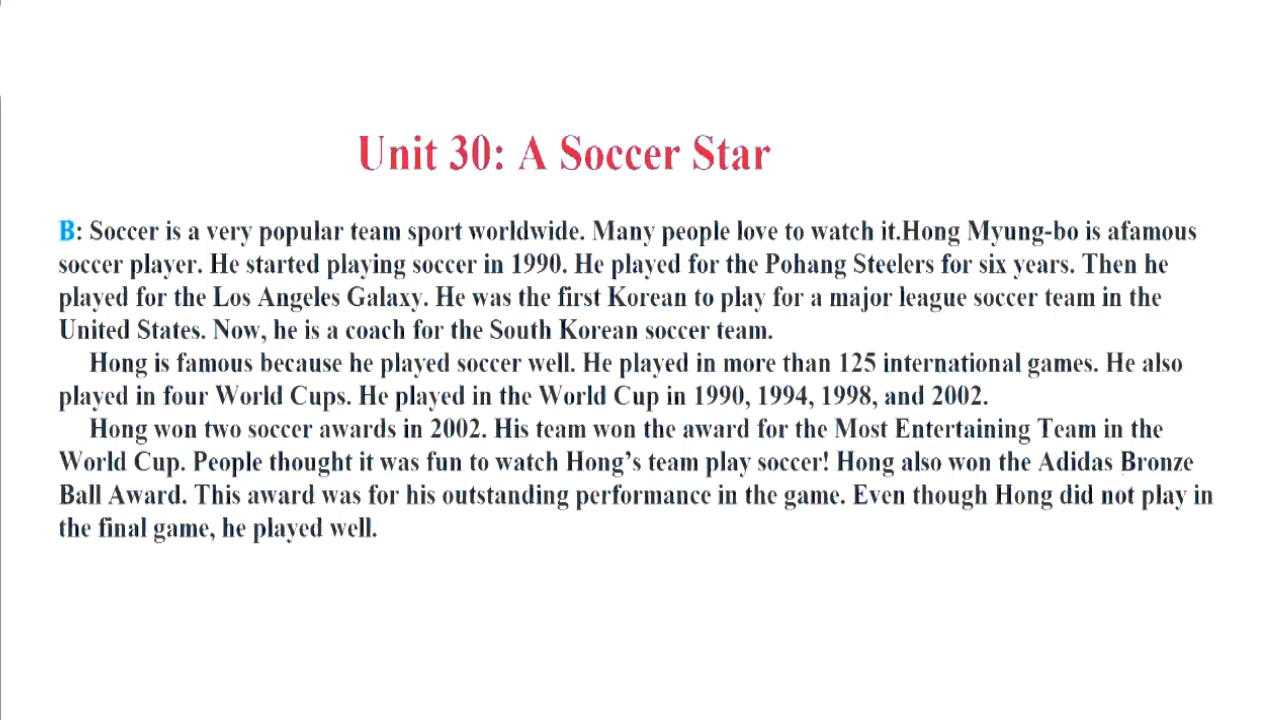 Unit 30: A Soccer Star
B: Soccer is a very popular team sport worldwide. Many people love to watch it.Hong Myung-bo is afamous
soccer player. He started playing soccer in 1990. He played for the Pohang Steelers for six years. Then he
played for the Los Angeles Galaxy. He was the first Korean to play for a major league soccer team in the
United States. Now, he is a coach for the South Korean soccer team.
Hong is famous because he played soccer well. He played in more than 125 international games. He also
played in four World Cups. He played in the World Cup in 1990, 1994, 1998, and 2002.
Hong won two soccer awards in 2002. His team won the award for the Most Entertaining Team in the
World Cup. People thought it was fun to watch Hong’s team play soccer! Hong also won the Adidas Bronze
Ball Award. This award was for his outstanding performance in the game. Even though Hong did not play in
the final game, he played well.